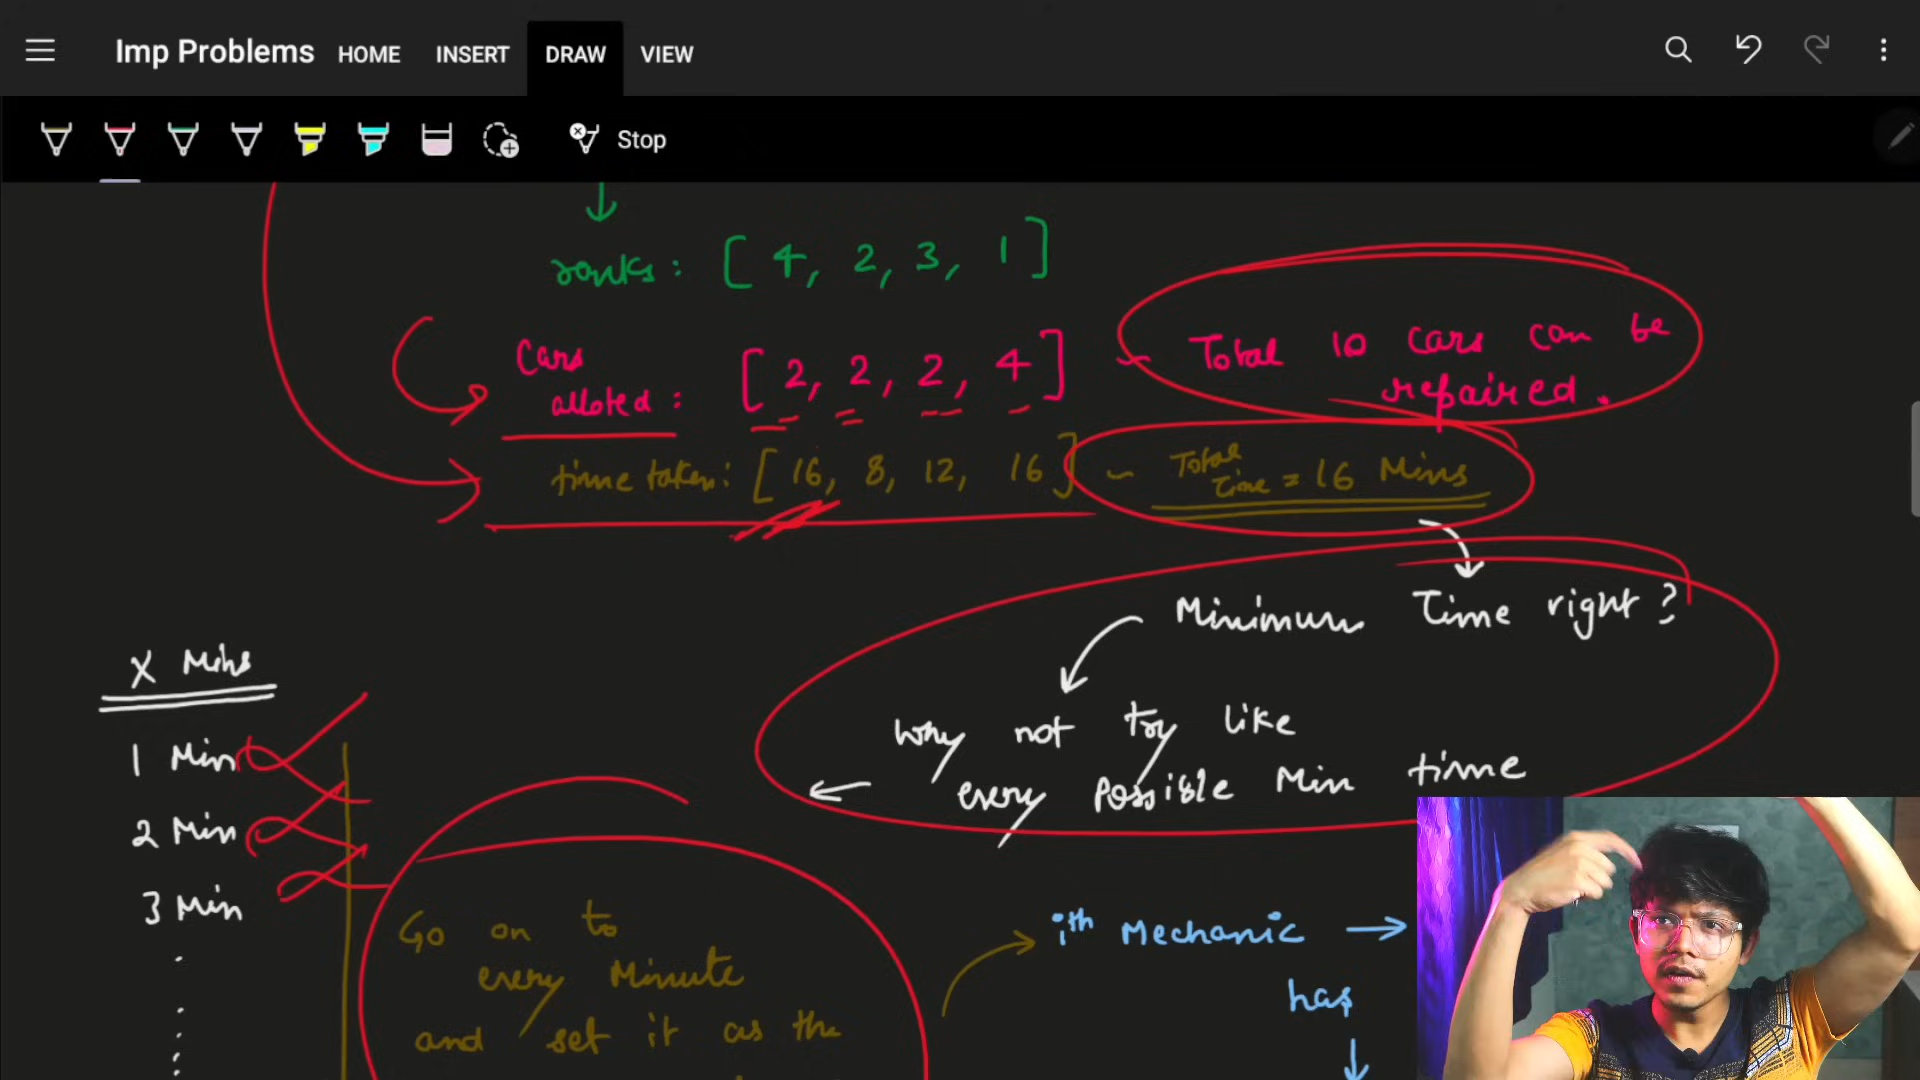 Imp Problems HOME INSERT DRAW VIEW
Stop
ranks: [4, 2, 3, 1]
Cars alloted: [2, 2, 2, 4] ~ Total 10 cars can be repaired.
time taken: [16, 8, 12, 16] ~ Total Time = 16 Mins
Minimum Time right?
Why not try like
every possible Min time
X Mins
1 Min
2 Min
3 Min
Go on to
every Minute
and set it as the
ith Mechanic →
has